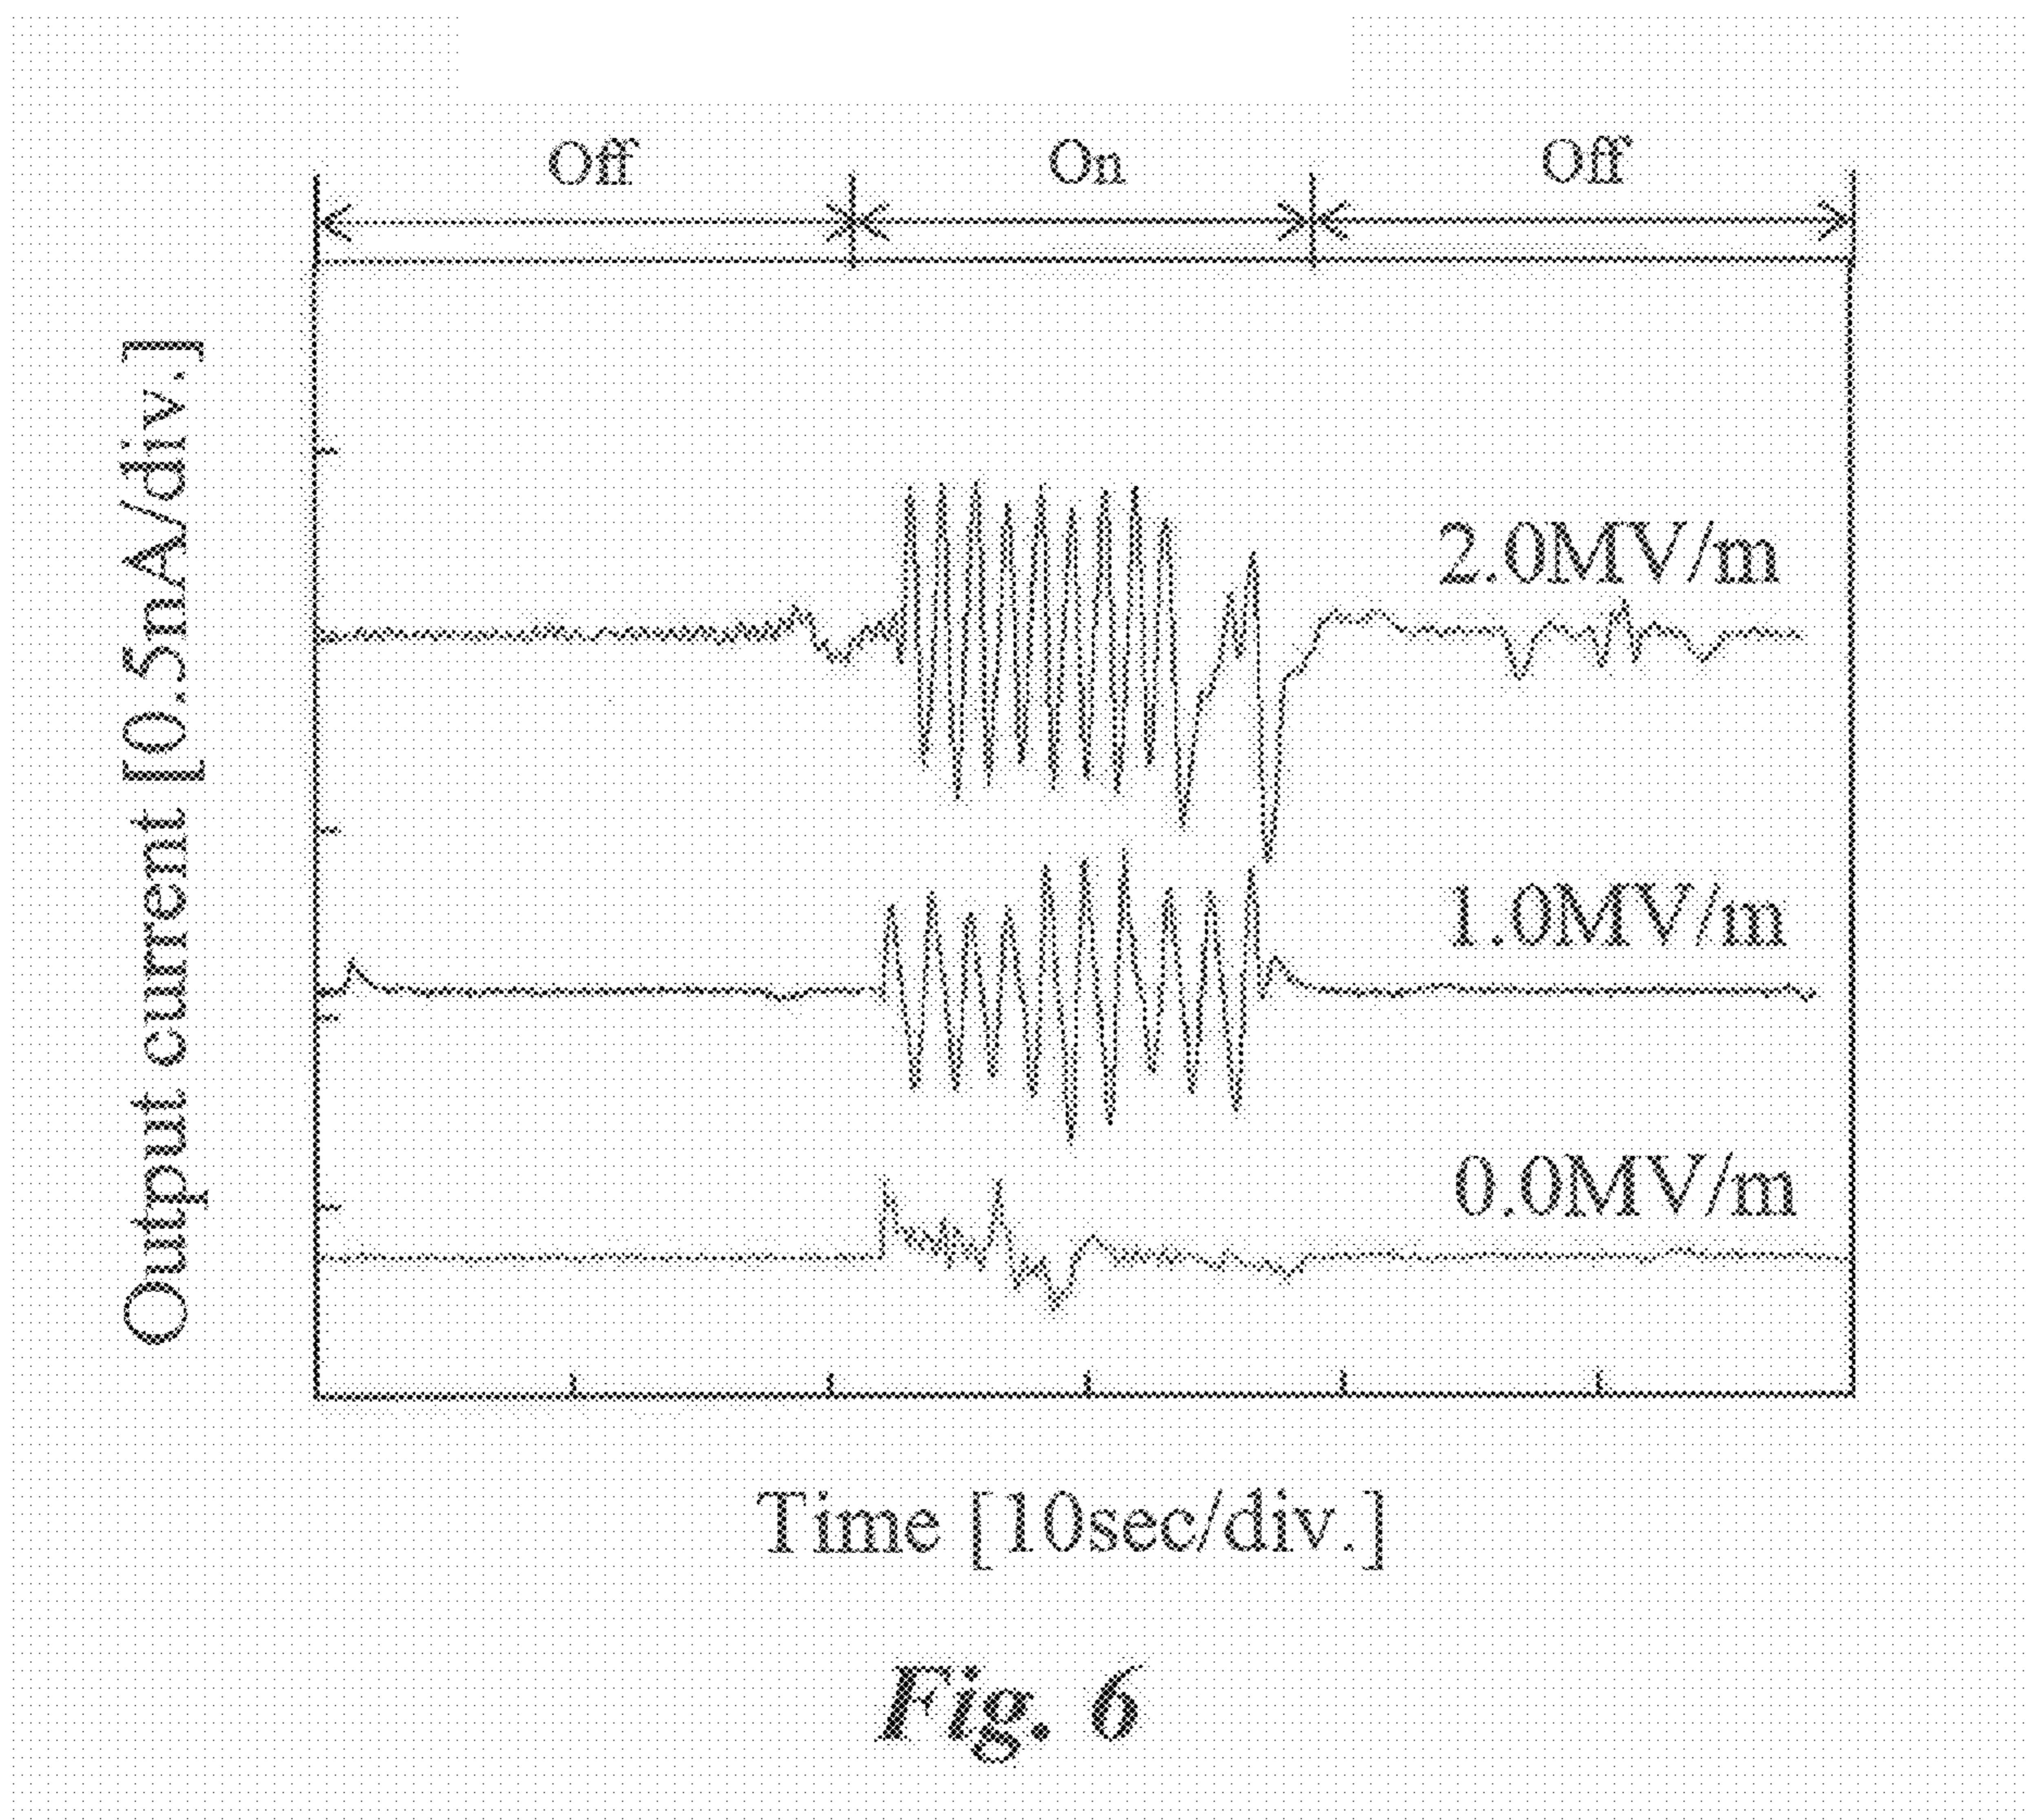 Off
On
Off
Output current [0.5nA/div.]
2.0MV/m
1.0MV/m
0.0MV/m
Time [10sec/div.]
Fig. 6